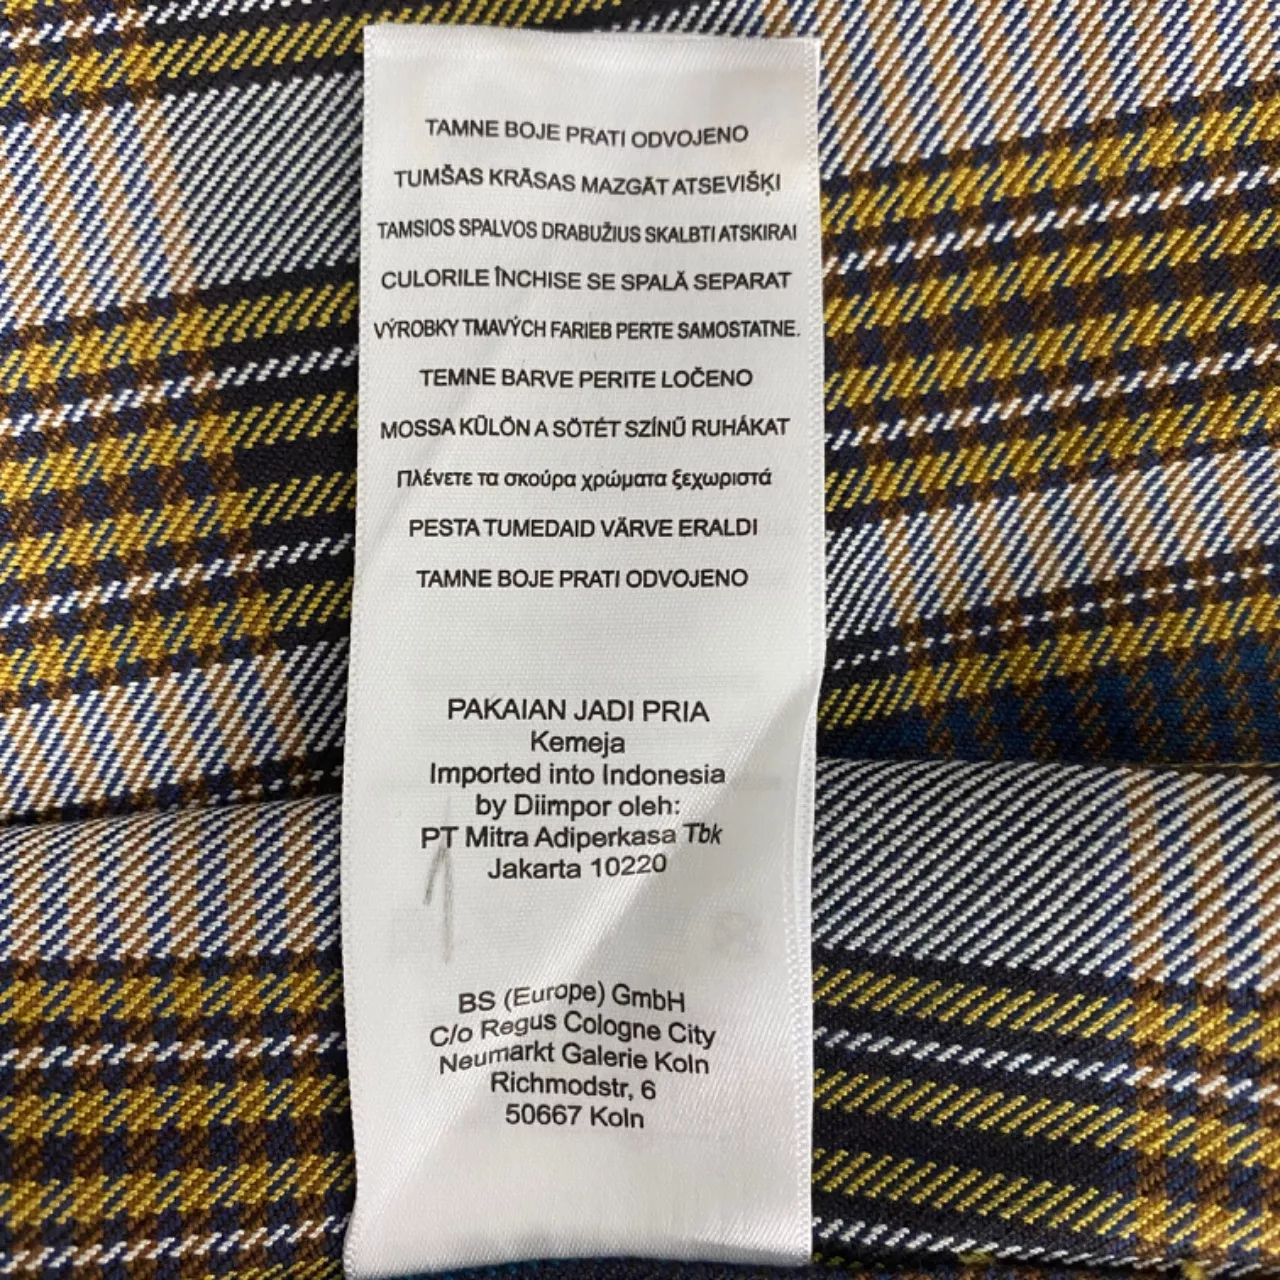 TAMNE BOJE PRATI ODVOJENO
TUMŠAS KRĀSAS MAZGĀT ATSEVIŠĶI
TAMSIOS SPALVOS DRABUŽIUS SKALBTI ATSKIRAI
CULORILE ÎNCHISE SE SPALĂ SEPARAT
VÝROBKY TMAVÝCH FARIEB PERTE SAMOSTATNE.
TEMNE BARVE PERITE LOČENO
MOSSA KŰLŐN A SŐTÉT SZÍNŰ RUHÁKAT
Πλένετε τα σκούρα χρώματα ξεχωριστά
PESTA TUMEDAID VÄRVE ERALDI
TAMNE BOJE PRATI ODVOJENO
PAKAIAN JADI PRIA
Kemeja
Imported into Indonesia
by Diimpor oleh:
PT Mitra Adiperkasa Tbk
Jakarta 10220
BS (Europe) GmbH
C/o Regus Cologne City
Neumarkt Galerie Koln
Richmodstr, 6
50667 Koln